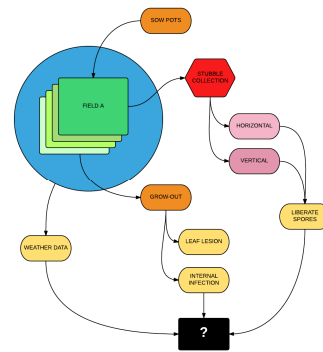 SOW POTS
STUBBLE
COLLECTION
FIELD A
HORIZONTAL
VERTICAL
GROW-OUT
LIBERATE
SPORES
LEAF LESION
WEATHER DATA
INTERNAL
INFECTION
?